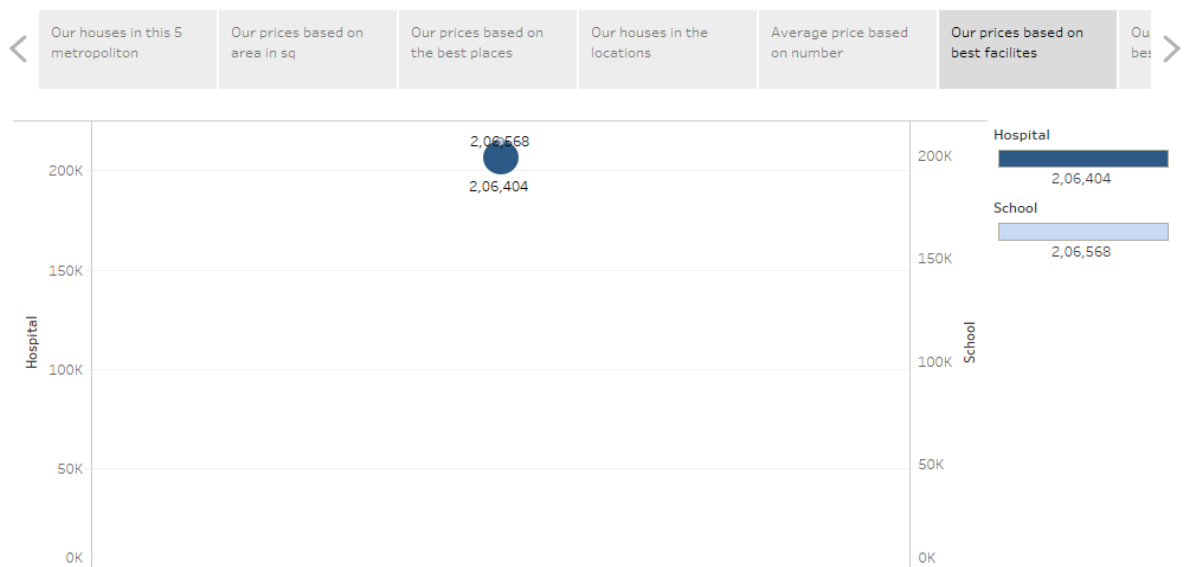 Our houses in this 5
metropoliton
Our prices based on
area in sq
Our prices based on
the best places
Our houses in the
locations
Average price based
on number
Our prices based on
best facilites
Ou
bes
2,06,568
2,06,404
200K
150K
100K
50K
0K
Hospital
200K
150K
100K
50K
0K
School
Hospital
2,06,404
School
2,06,568